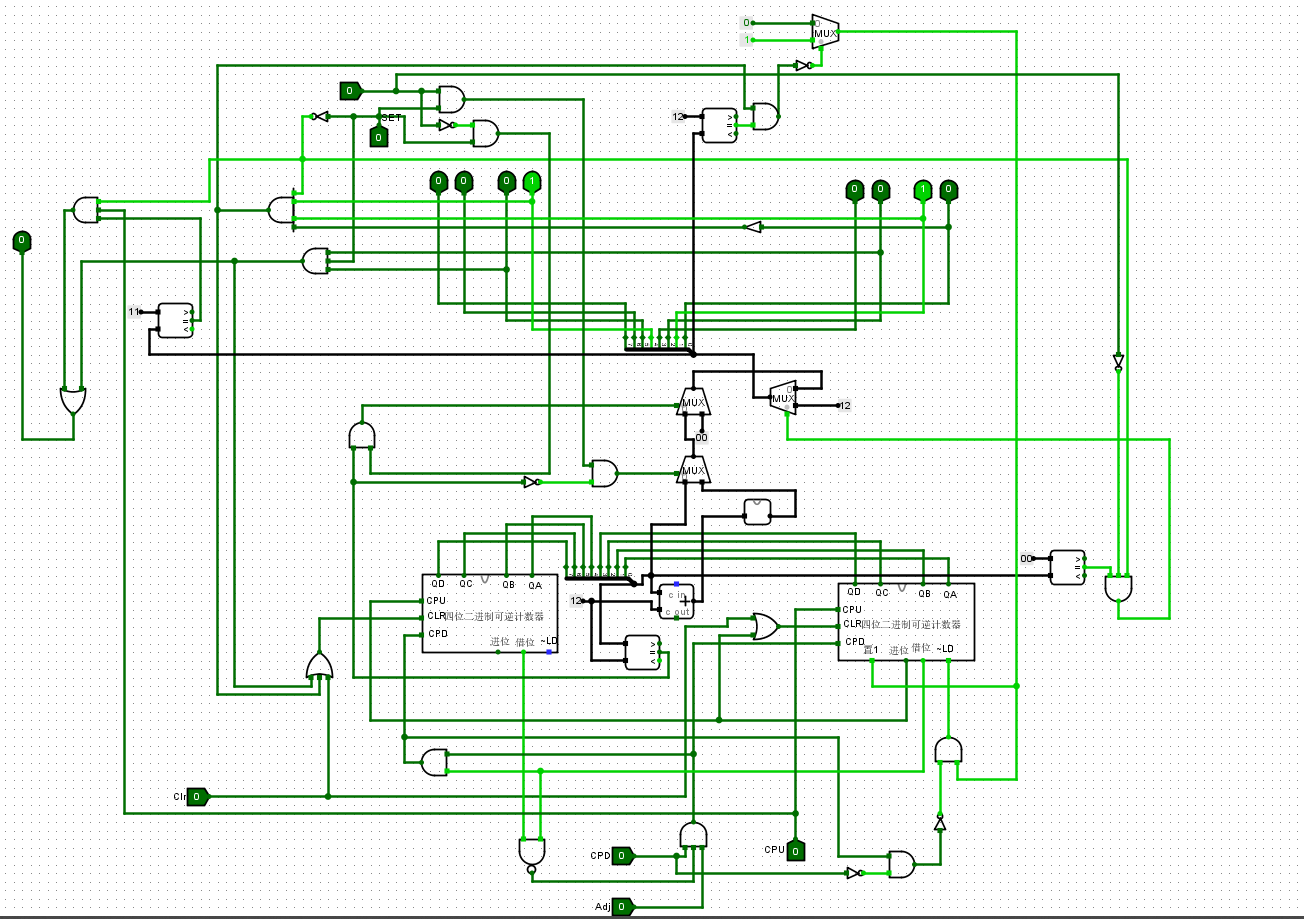 0
MUX
1
0
SET
12
0
0 0 0 1
0 0 1 0
0
11
MUX
MUX
12
00
MUX
00
QD QC QB QA
CPU
CLR四位二进制可逆计数器
CPD
进位 借位 ~LD
12
c in
+
c out
QD QC QB QA
CPU
CLR四位二进制可逆计数器
CPD
置1 进位 借位 ~LD
Clr 0
CPD 0
CPU 0
Adj 0